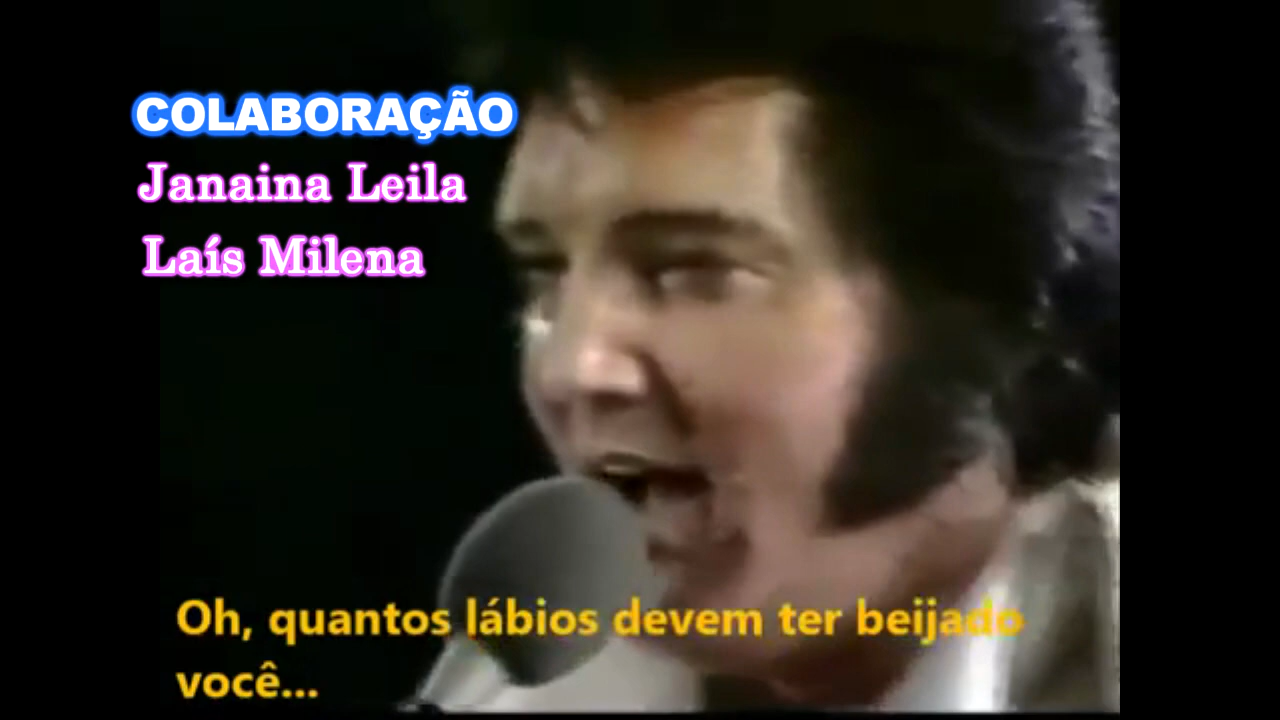 COLABORAÇÃO
Janaina Leila
Laís Milena
Oh, quantos lábios devem ter beijado
você...